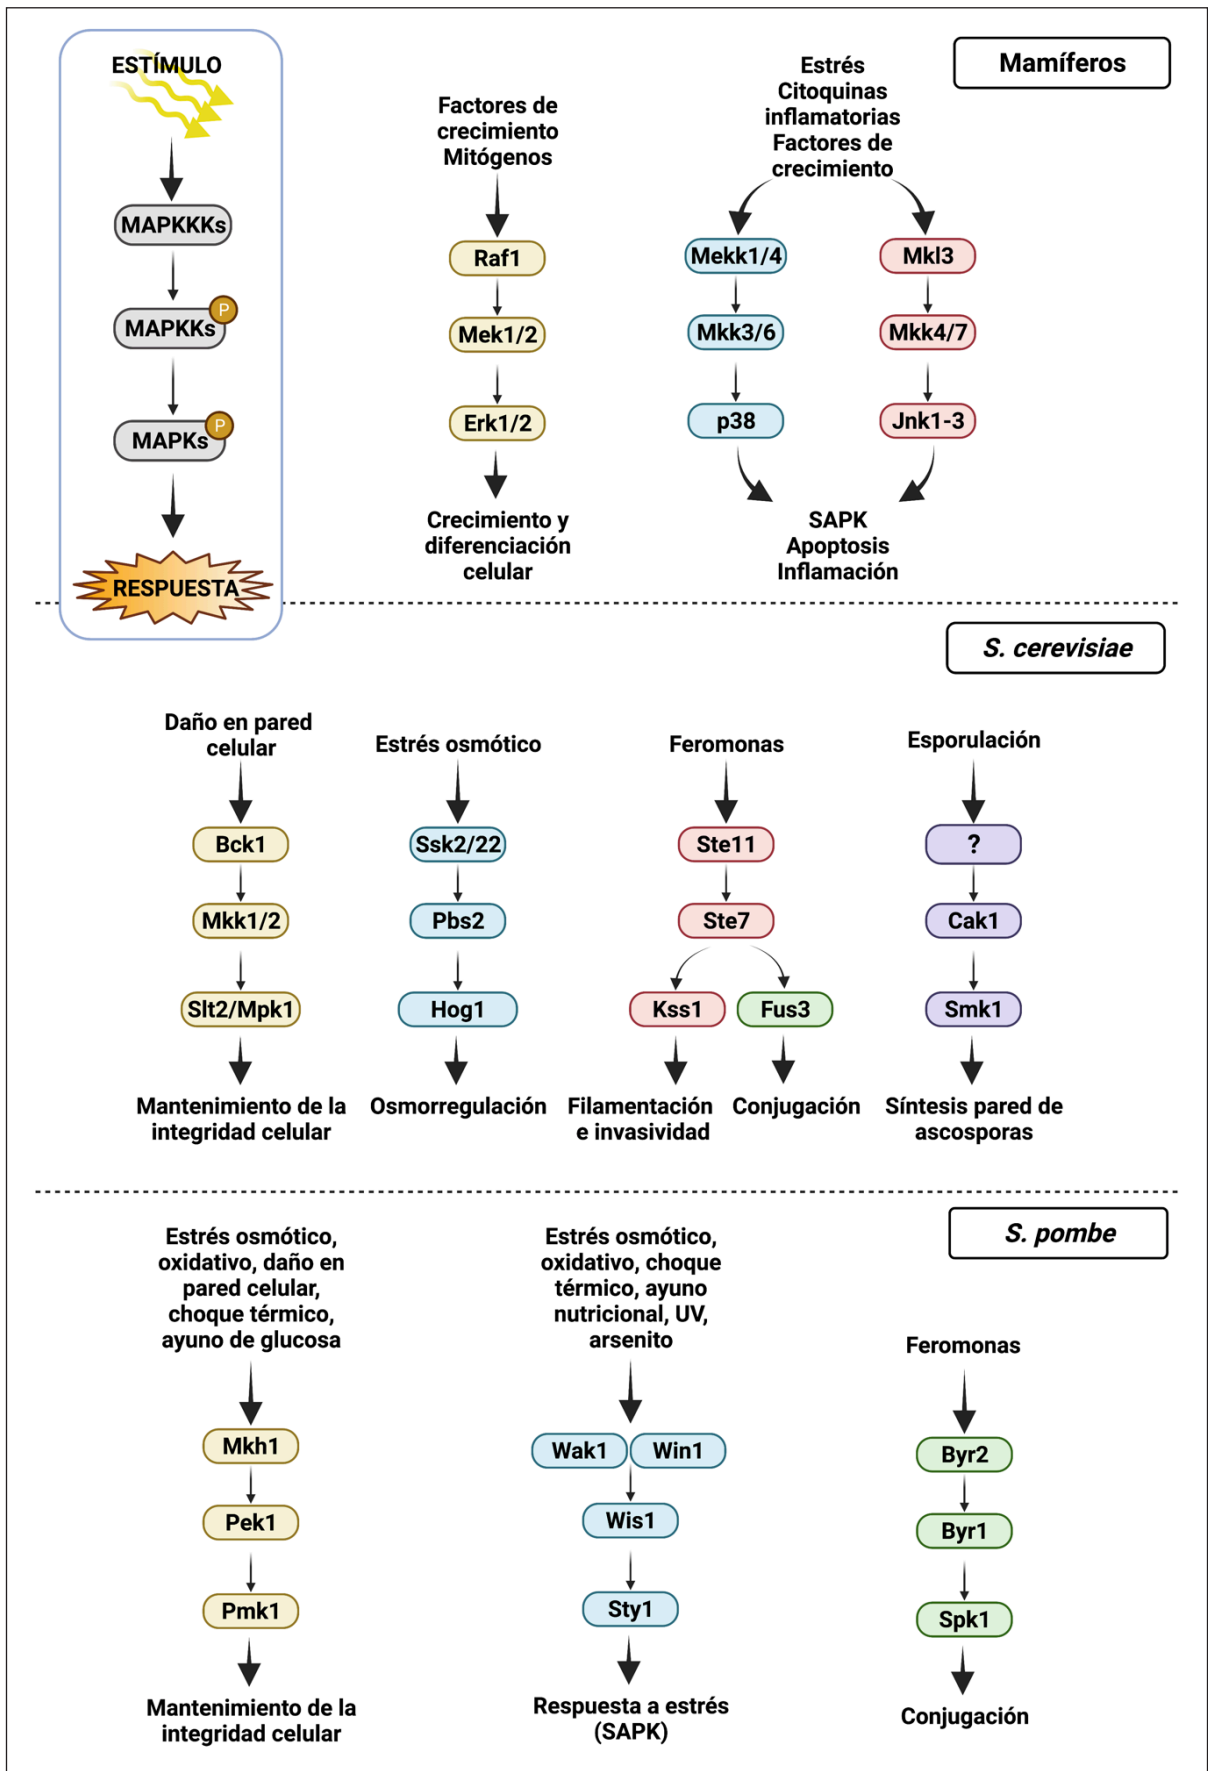 ESTÍMULO
MAPKKKs
MAPKKs
P
MAPKs
P
RESPUESTA
Mamíferos
Factores de
crecimiento
Mitógenos
Raf1
Mek1/2
Erk1/2
Crecimiento y
diferenciación
celular
Estrés
Citoquinas
inflamatorias
Factores de
crecimiento
Mekk1/4
Mkk3/6
p38
Mkl3
Mkk4/7
Jnk1-3
SAPK
Apoptosis
Inflamación
S. cerevisiae
Daño en pared
celular
Bck1
Mkk1/2
Slt2/Mpk1
Mantenimiento de la
integridad celular
Estrés osmótico
Ssk2/22
Pbs2
Hog1
Osmorregulación
Feromonas
Ste11
Ste7
Kss1
Fus3
Filamentación
e invasividad
Conjugación
Esporulación
?
Cak1
Smk1
Síntesis pared de
ascosporas
S. pombe
Estrés osmótico,
oxidativo, daño en
pared celular,
choque térmico,
ayuno de glucosa
Mkh1
Pek1
Pmk1
Mantenimiento de la
integridad celular
Estrés osmótico,
oxidativo, choque
térmico, ayuno
nutricional, UV,
arsenito
Wak1
Win1
Wis1
Sty1
Respuesta a estrés
(SAPK)
Feromonas
Byr2
Byr1
Spk1
Conjugación